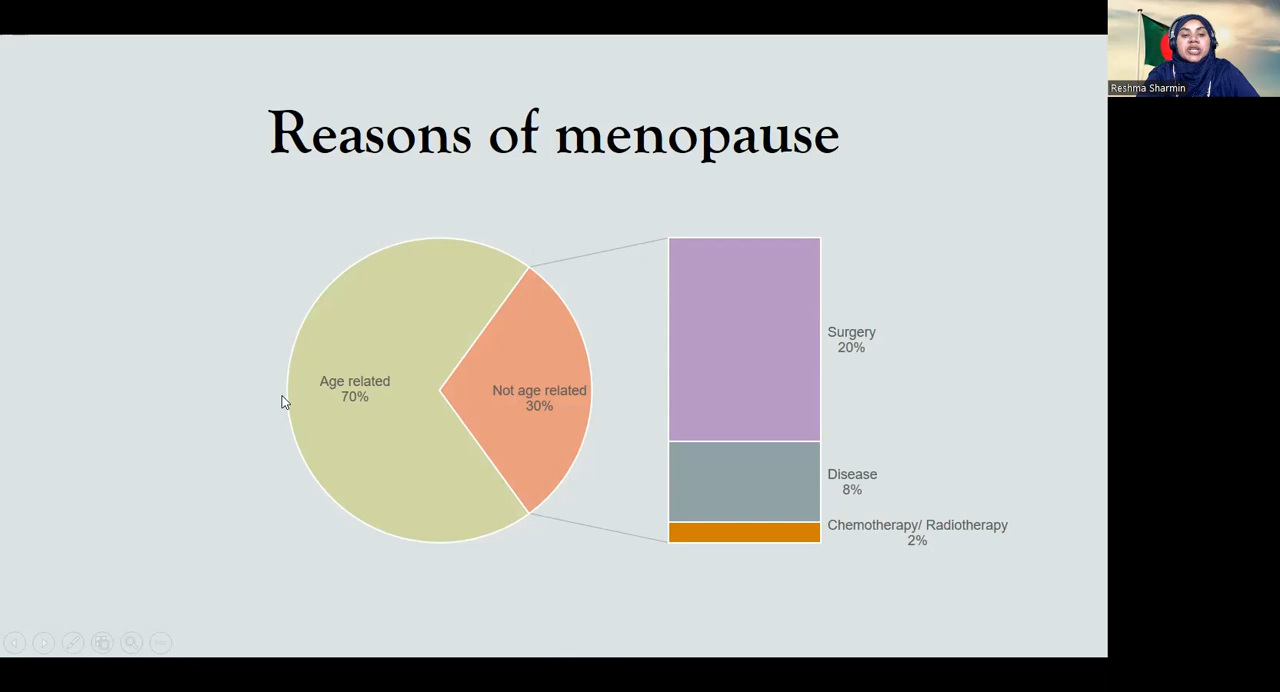 Reasons of menopause
Age related
70%
Not age related
30%
Surgery
20%
Disease
8%
Chemotherapy/ Radiotherapy
2%
Reshma Sharmin